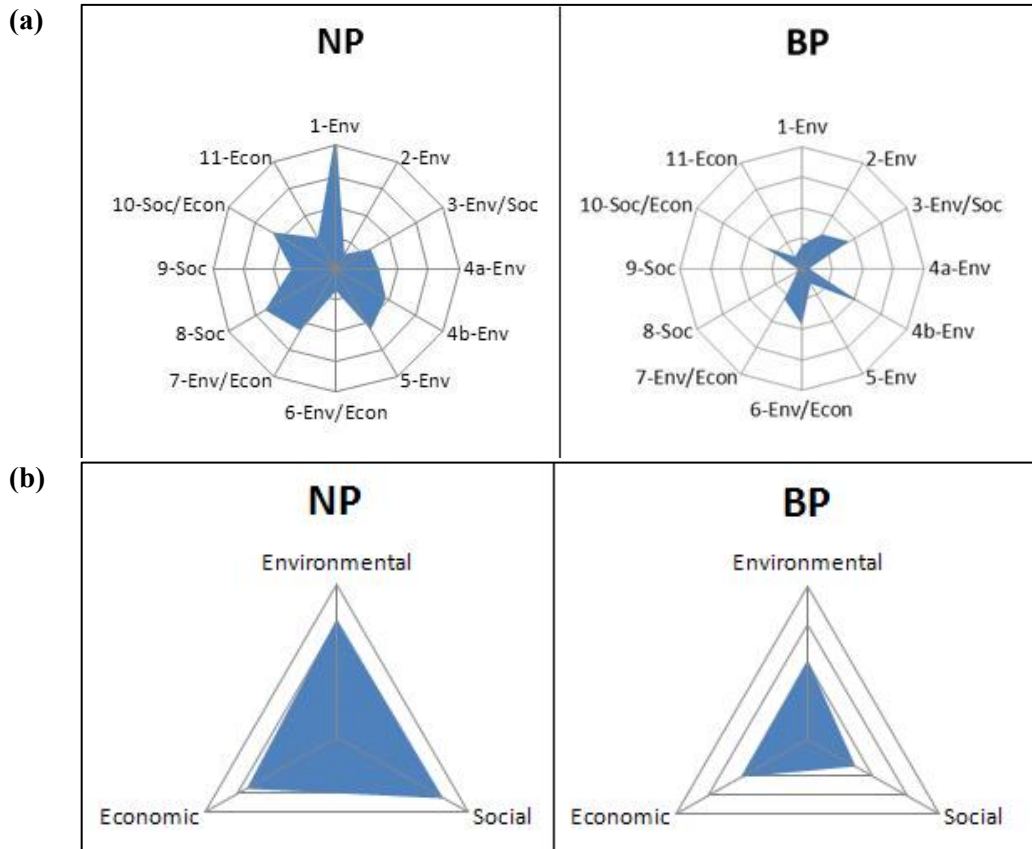 (a)
NP
1-Env
2-Env
3-Env/Soc
4a-Env
4b-Env
5-Env
6-Env/Econ
7-Env/Econ
8-Soc
9-Soc
10-Soc/Econ
11-Econ
BP
1-Env
2-Env
3-Env/Soc
4a-Env
4b-Env
5-Env
6-Env/Econ
7-Env/Econ
8-Soc
9-Soc
10-Soc/Econ
11-Econ
(b)
NP
Environmental
Economic
Social
BP
Environmental
Economic
Social